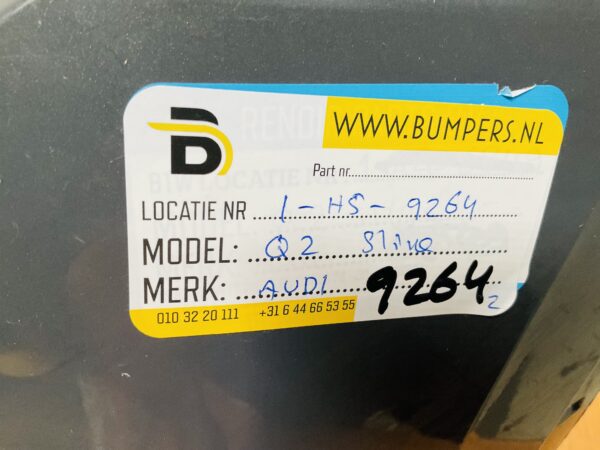 B
WWW.BUMPERS.NL
Part nr.
LOCATIE NR 1-HS-9264
MODEL: Q2 Sline
MERK: AUDI 9264 2
010 32 20 111 +31 6 44 66 53 55